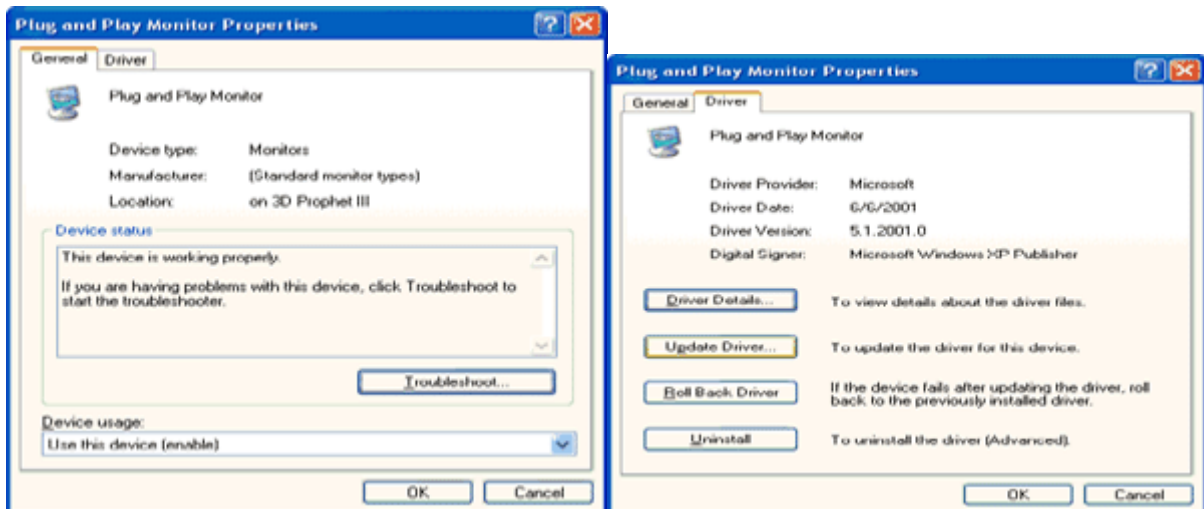 Plug and Play Monitor Properties
General Driver
Plug and Play Monitor
Device type: Monitors
Manufacturer: (Standard monitor types)
Location: on 3D Prophet III
Device status
This device is working properly.
If you are having problems with this device, click Troubleshoot to
start the troubleshooter.
Troubleshoot...
Device usage:
Use this device (enable)
OK Cancel
Plug and Play Monitor Properties
General Driver
Plug and Play Monitor
Driver Provider: Microsoft
Driver Date: 6/6/2001
Driver Version: 5.1.2001.0
Digital Signer: Microsoft Windows XP Publisher
Driver Details... To view details about the driver files.
Update Driver... To update the driver for this device.
Roll Back Driver If the device fails after updating the driver, roll
back to the previously installed driver.
Uninstall To uninstall the driver (Advanced).
OK Cancel